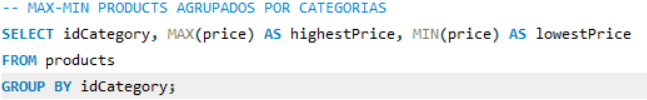 -- MAX-MIN PRODUCTS AGRUPADOS POR CATEGORIAS
SELECT idCategory, MAX(price) AS highestPrice, MIN(price) AS lowestPrice
FROM products
GROUP BY idCategory;